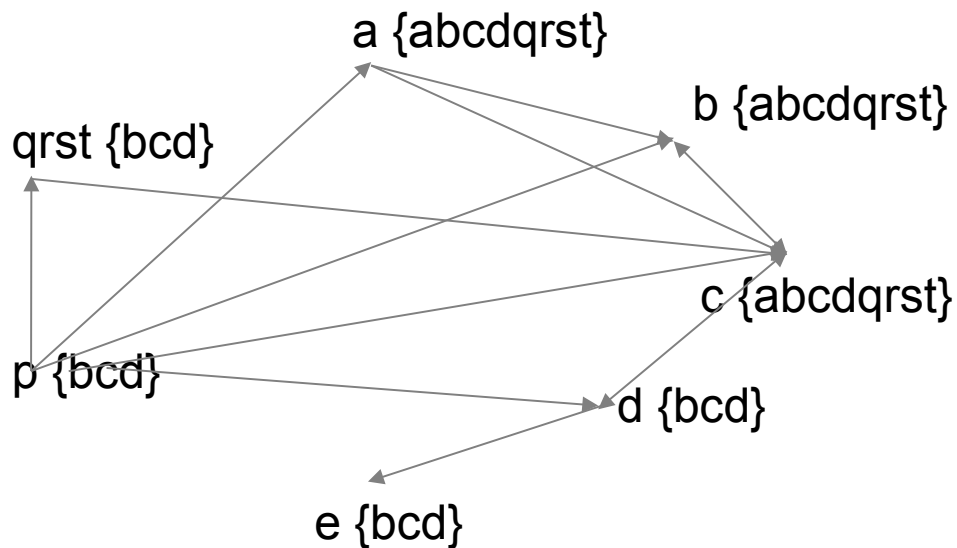 a {abcdqrst}
b {abcdqrst}
qrst {bcd}
c {abcdqrst}
p {bcd}
d {bcd}
e {bcd}